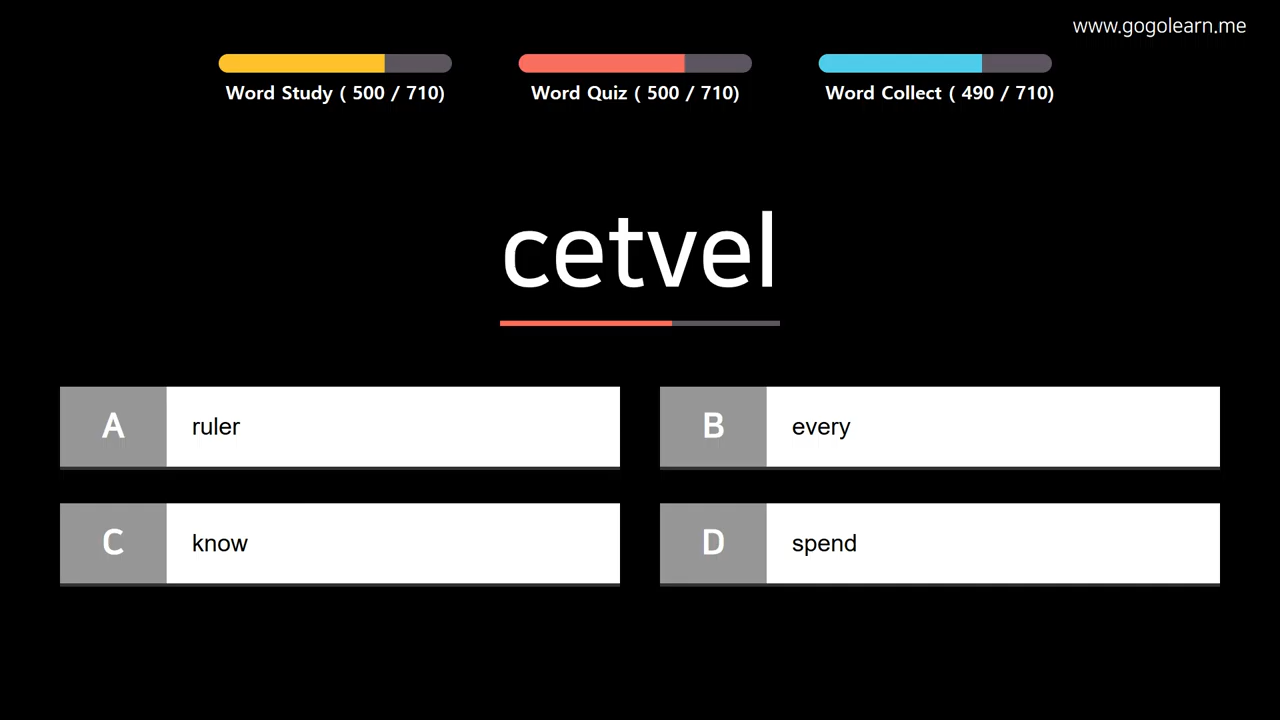 www.gogolearn.me
Word Study ( 500 / 710)
Word Quiz ( 500 / 710)
Word Collect ( 490 / 710)
cetvel
A
ruler
B
every
C
know
D
spend